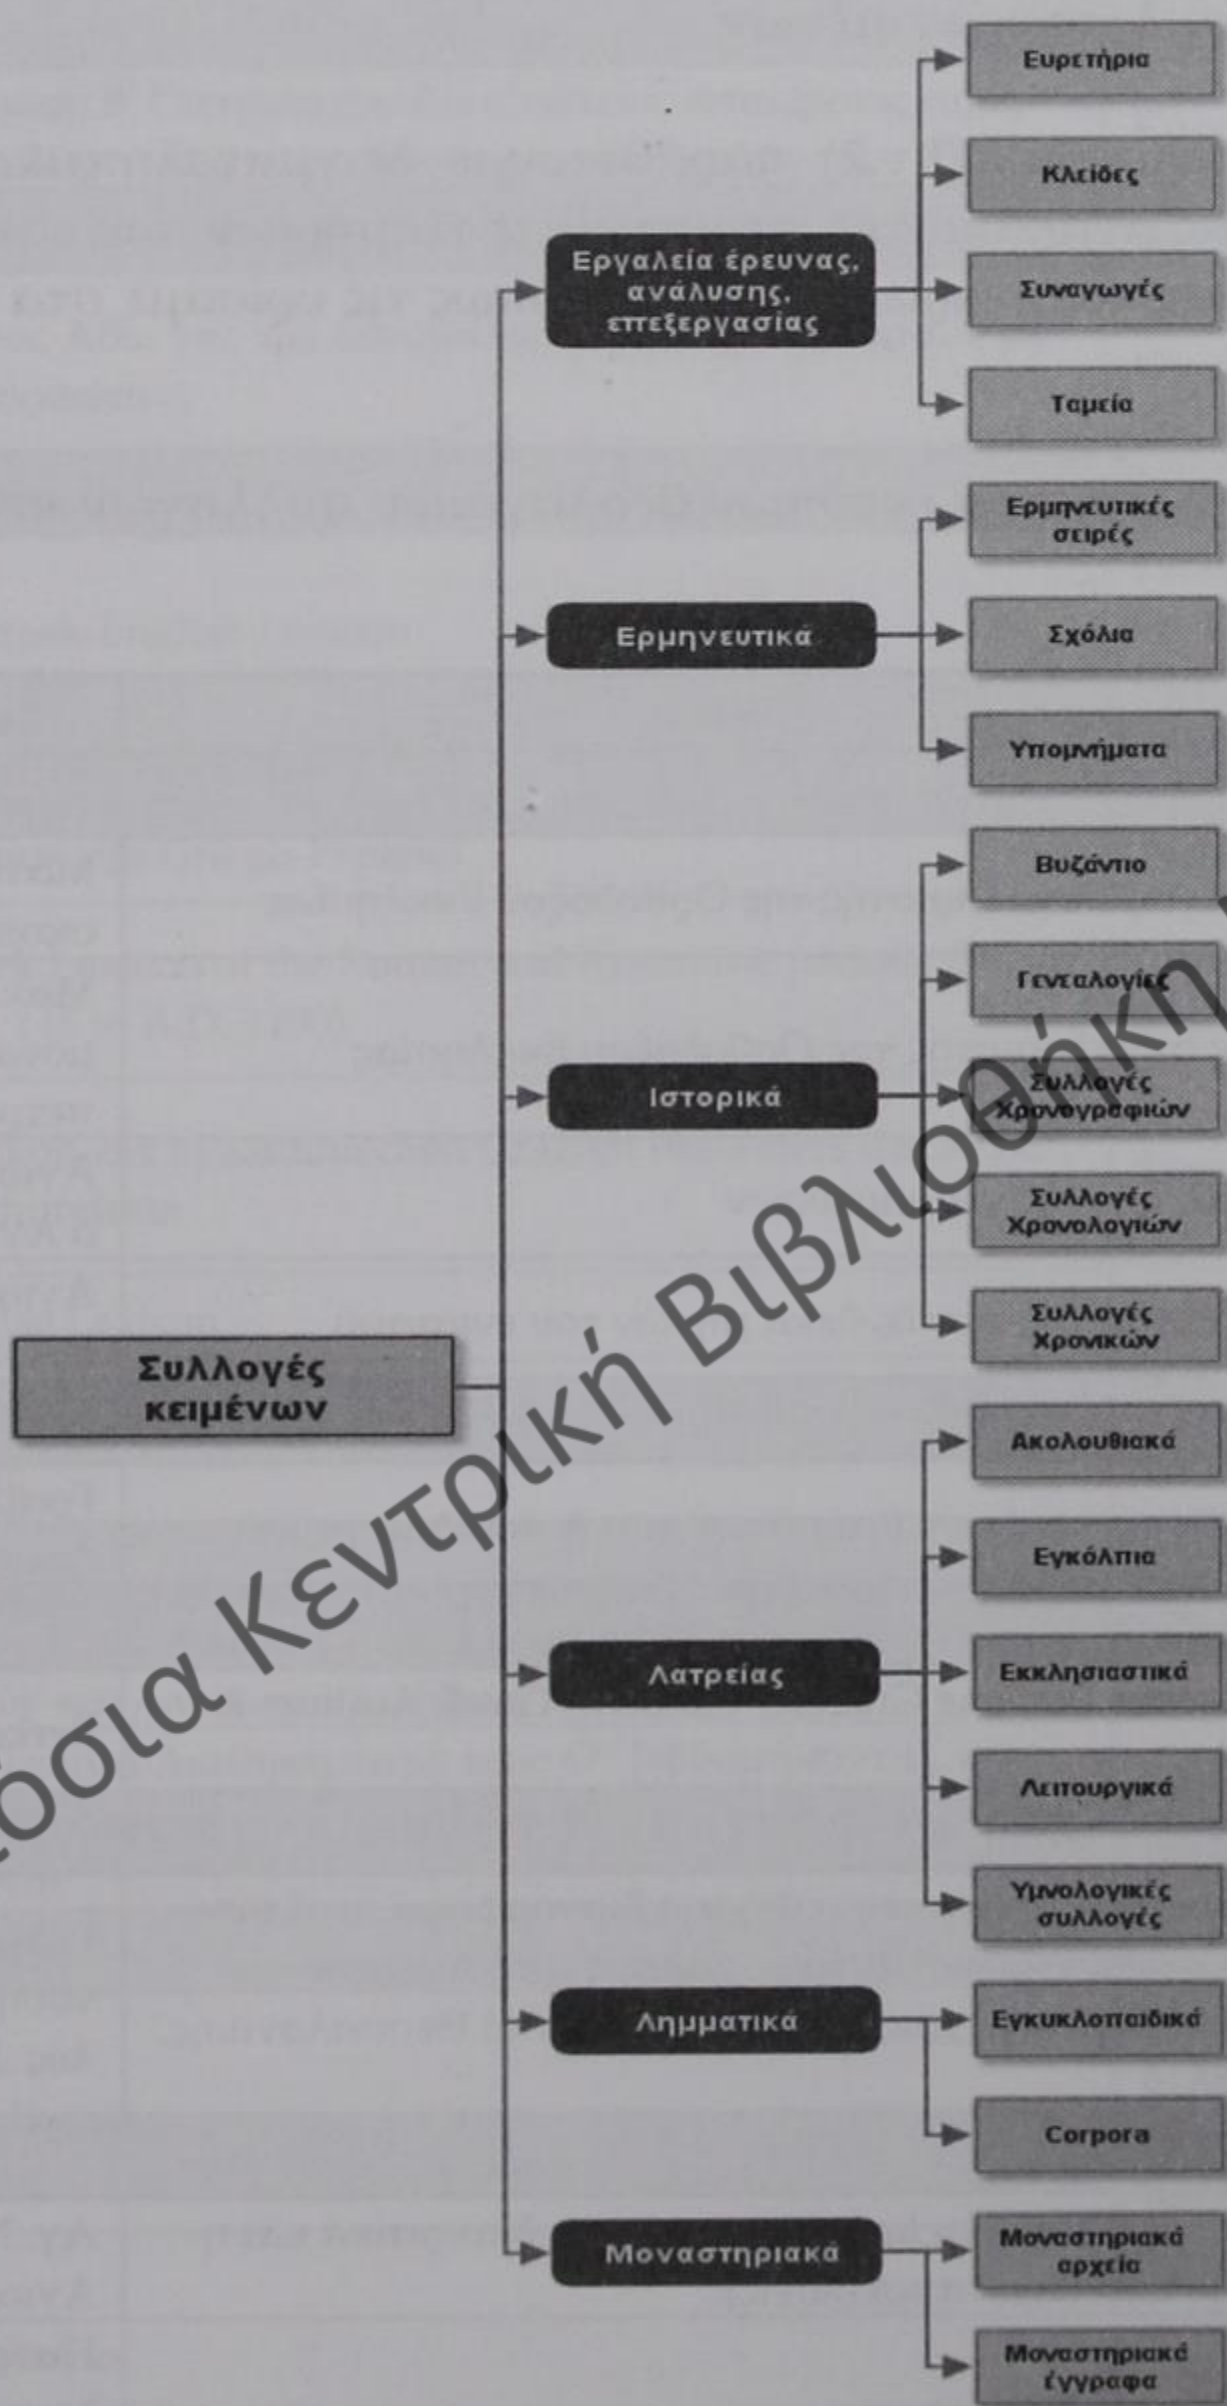 Συλλογές
κειμένων
Εργαλεία έρευνας,
ανάλυσης,
επεξεργασίας
Ευρετήρια
Κλείδες
Συναγωγές
Ταμεία
Ερμηνευτικά
Ερμηνευτικές
σειρές
Σχόλια
Υπομνήματα
Ιστορικά
Βυζάντιο
Γενεαλογίες
Συλλογές
Χρονογραφιών
Συλλογές
Χρονολογιών
Συλλογές
Χρονικών
Λατρείας
Ακολουθιακά
Εγκόλπια
Εκκλησιαστικά
Λειτουργικά
Υμνολογικές
συλλογές
Λημματικά
Εγκυκλοπαιδικά
Corpora
Μοναστηριακά
Μοναστηριακά
αρχεία
Μοναστηριακά
έγγραφα
Κεντρική Βιβλιοθήκη